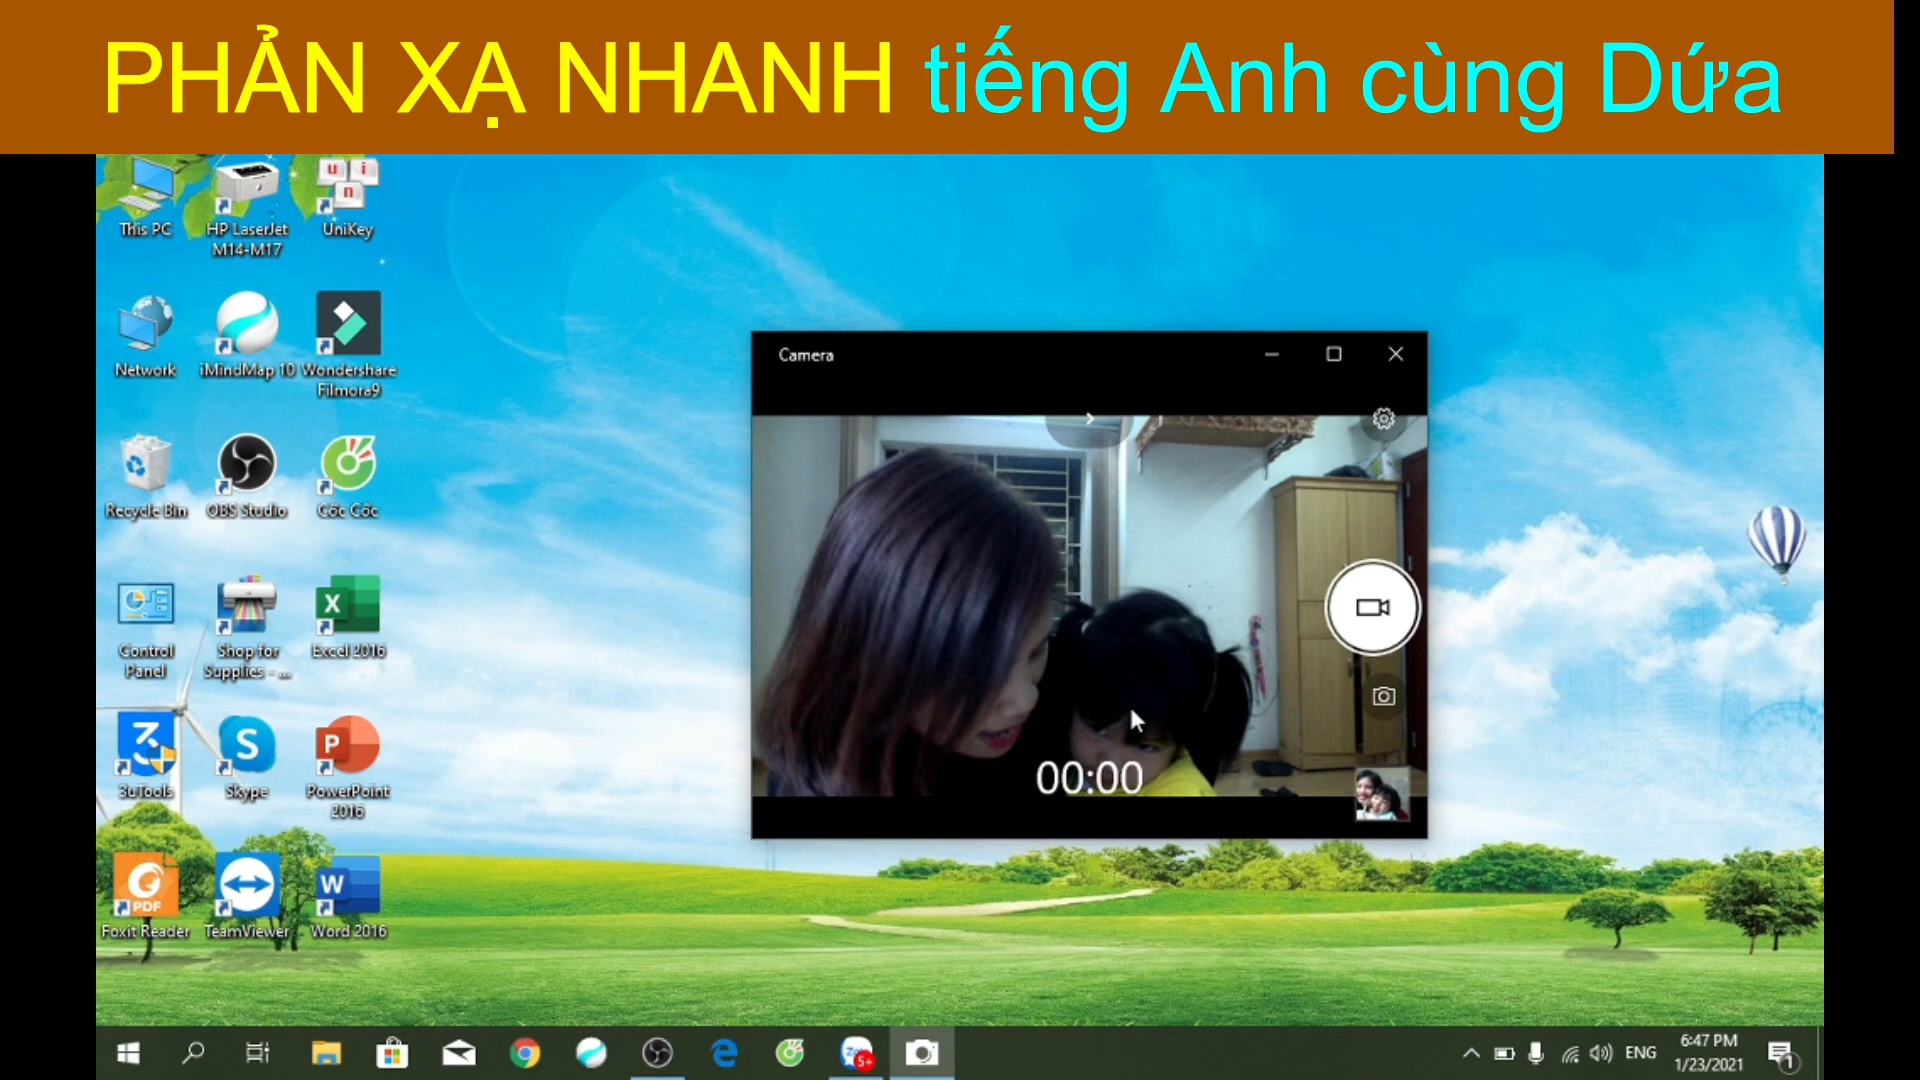 PHẢN XẠ NHANH tiếng Anh cùng Dứa
This PC
HP LaserJet
M14-M17
UniKey
Network
iMindMap 10
Wondershare
Filmora9
Recycle Bin
OBS Studio
Cốc Cốc
Control
Panel
Shop for
Supplies - ...
Excel 2016
3uTools
Skype
PowerPoint
2016
Foxit Reader
TeamViewer
Word 2016
Camera
00:00
ENG
6:47 PM
1/23/2021